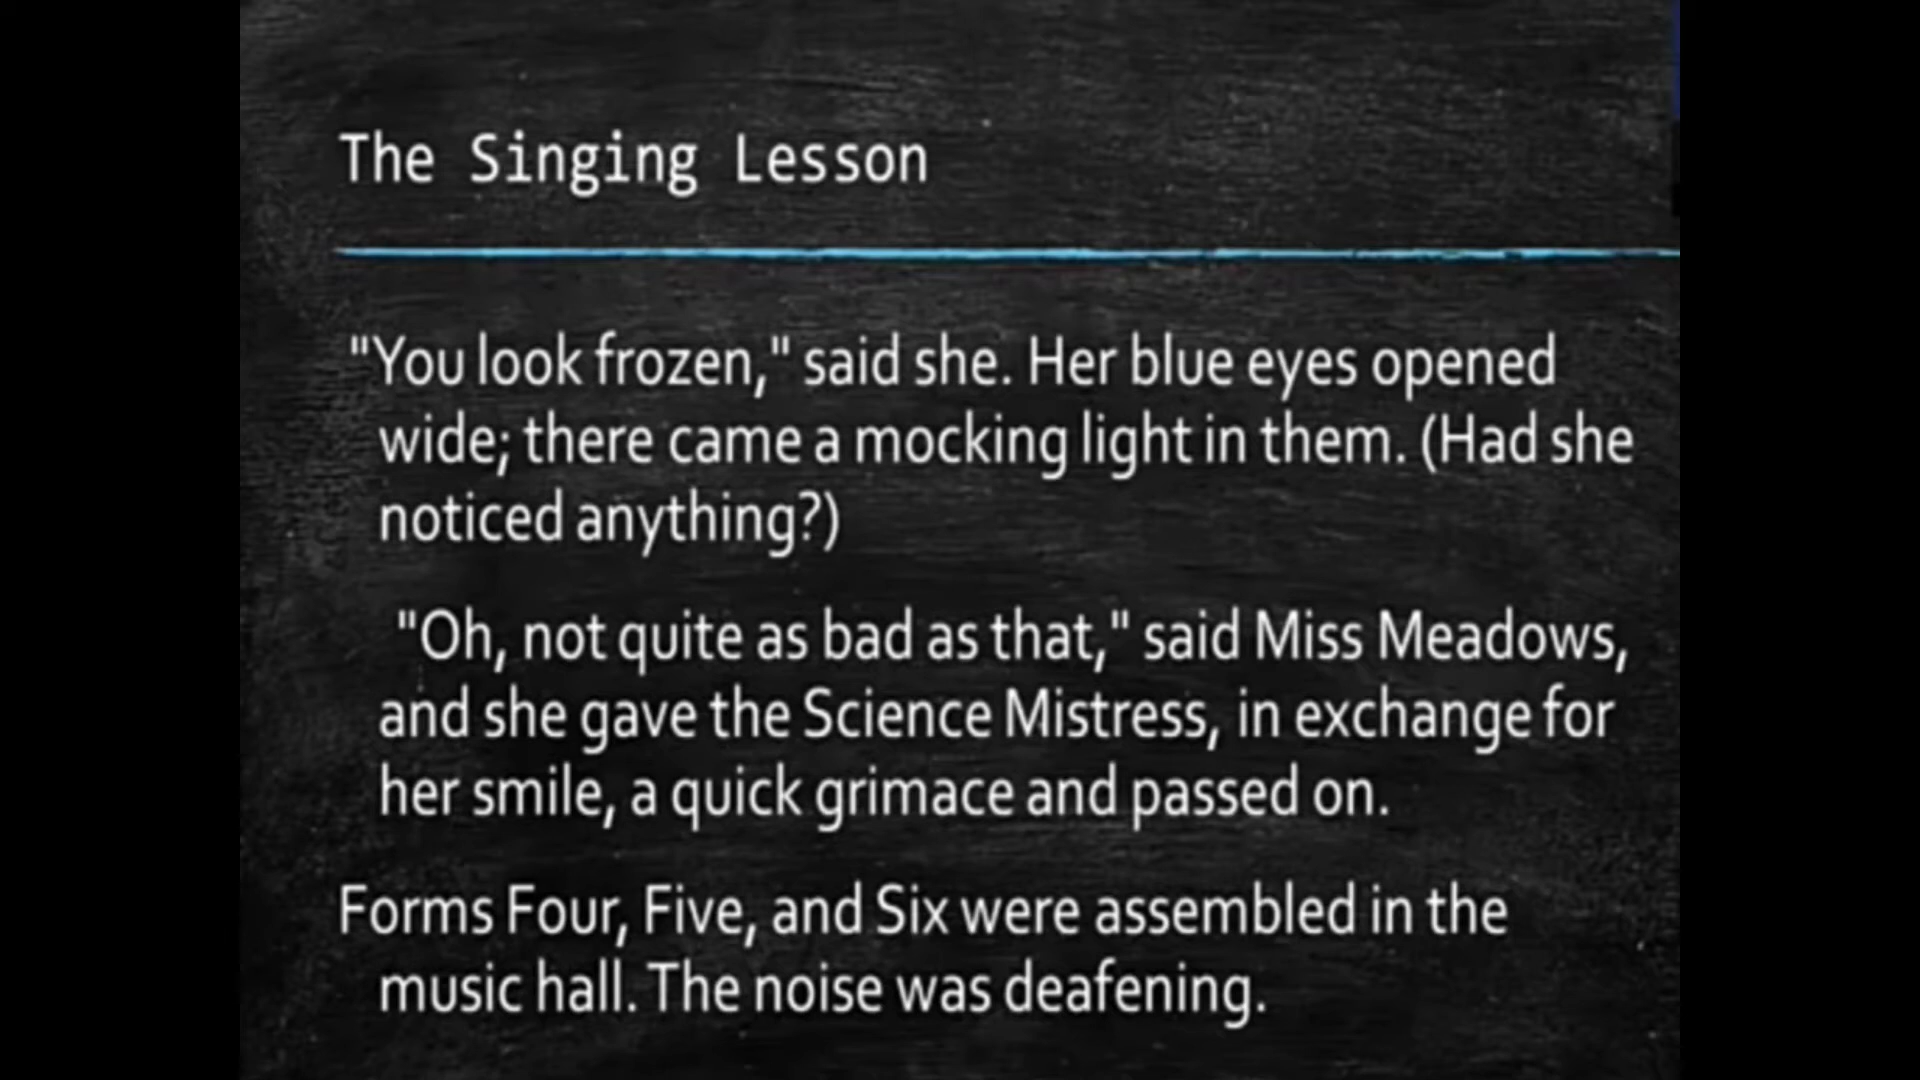 The Singing Lesson
"You look frozen," said she. Her blue eyes opened
wide; there came a mocking light in them. (Had she
noticed anything?)
"Oh, not quite as bad as that," said Miss Meadows,
and she gave the Science Mistress, in exchange for
her smile, a quick grimace and passed on.
Forms Four, Five, and Six were assembled in the
music hall. The noise was deafening.